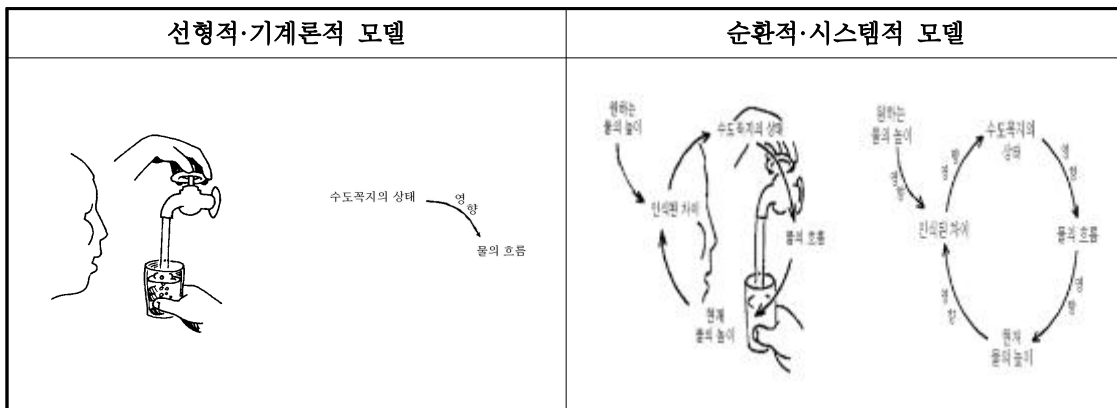 선형적·기계론적 모델
순환적·시스템적 모델
수도꼭지의 상태
영향
물의 흐름
원하는
물의 높이
수도꼭지의 상태
인식된 차이
물의 흐름
현재
물의 높이
원하는
물의 높이
영향
수도꼭지의
상태
영향
영향
인식된 차이
물의 흐름
영향
영향
현재
물의 높이